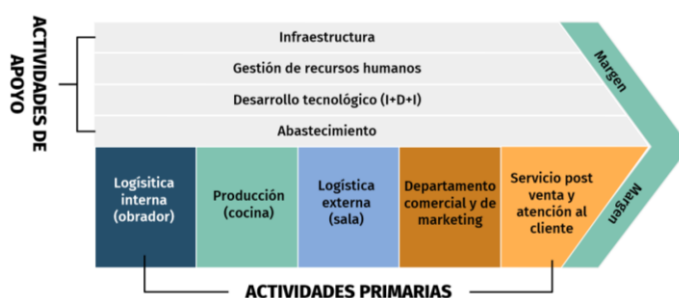 ACTIVIDADES DE
APOYO
Infraestructura
Gestión de recursos humanos
Desarrollo tecnológico (I+D+I)
Abastecimiento
Margen
Logísitica
interna
(obrador)
Producción
(cocina)
Logística
externa
(sala)
Departamento
comercial y de
marketing
Servicio post
venta y
atención al
cliente
Margen
ACTIVIDADES PRIMARIAS